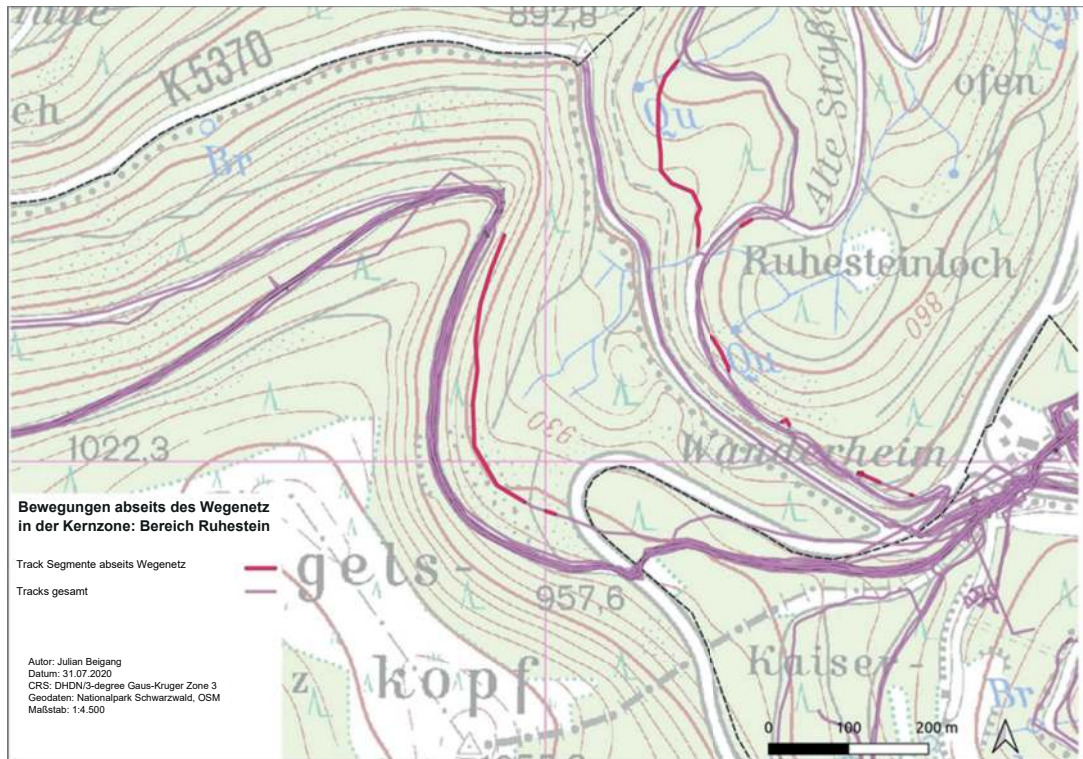 892,8
K5370
Alte Straße
ofen
Qu
Br
Ruhesteinloch
860
Qu
930
1022,3
Wanderheim
Bewegungen abseits des Wegenetz
in der Kernzone: Bereich Ruhestein
Track Segmente abseits Wegenetz
Tracks gesamt
gels-
957,6
Kaiser-
z
kopf
Br
Autor: Julian Beigang
Datum: 31.07.2020
CRS: DHDN/3-degree Gaus-Kruger Zone 3
Geodaten: Nationalpark Schwarzwald, OSM
Maßstab: 1:4.500
0 100 200 m